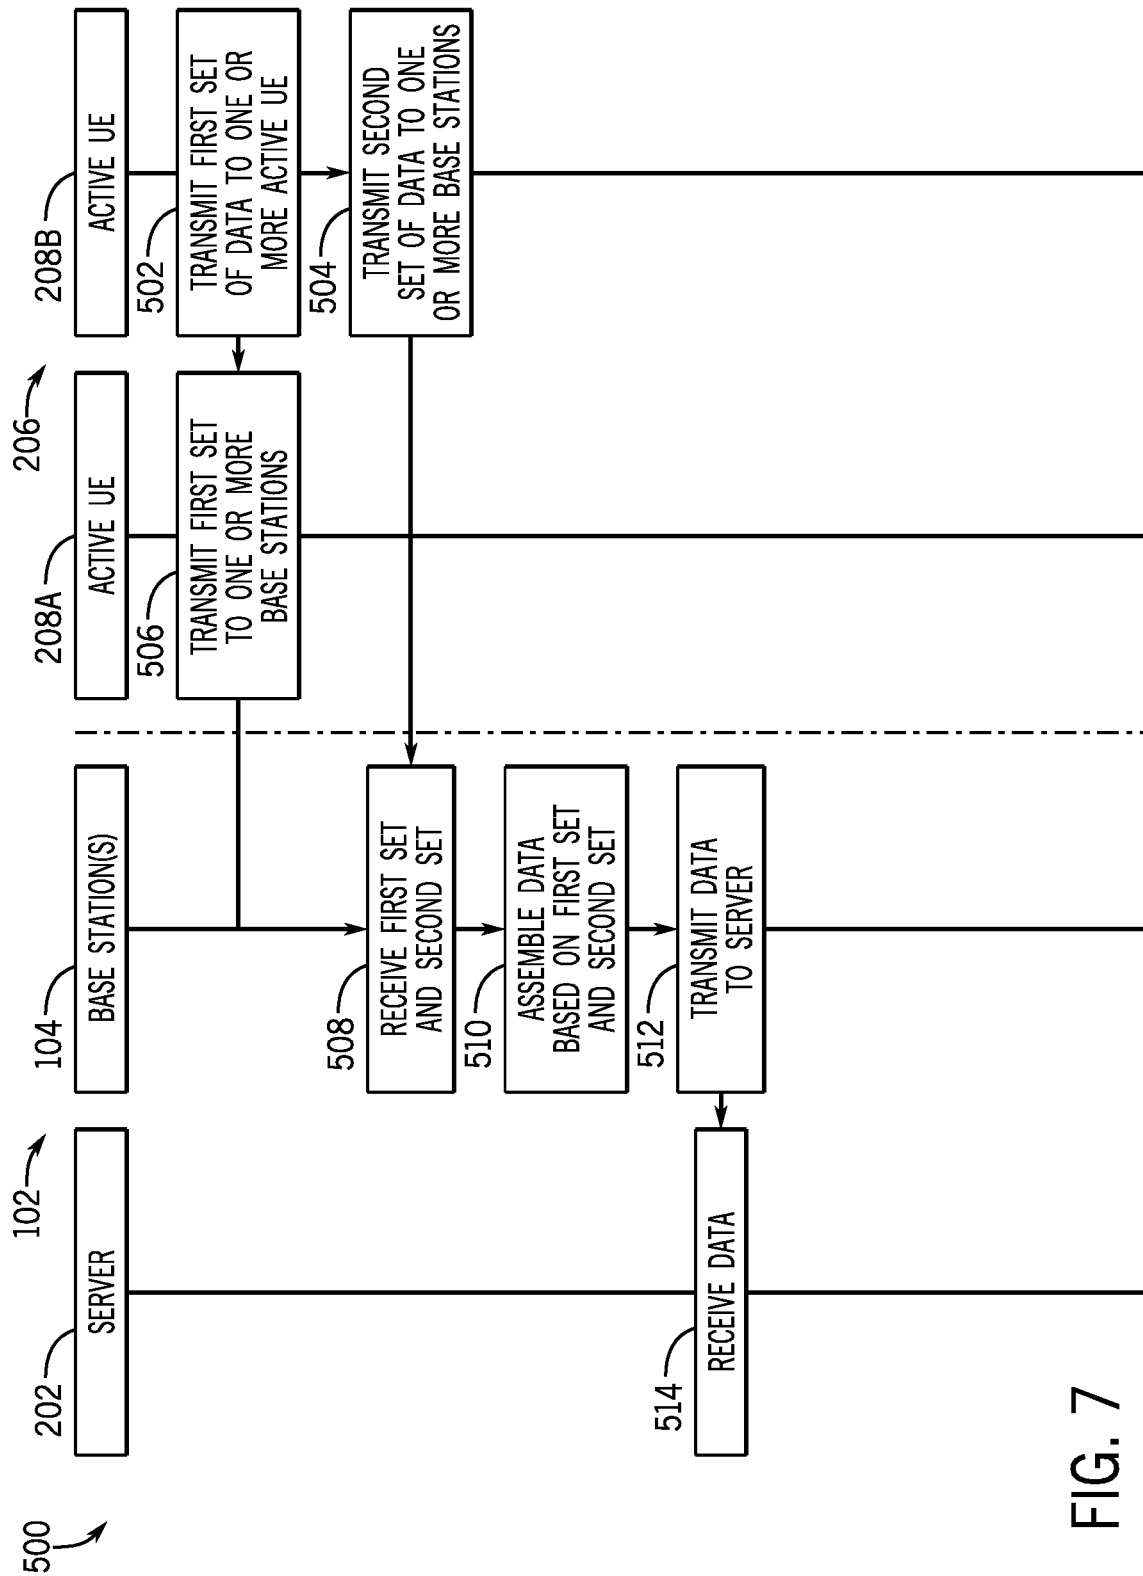 500
102
206
202
SERVER
104
BASE STATION(S)
208A
ACTIVE UE
208B
ACTIVE UE
502
TRANSMIT FIRST SET
OF DATA TO ONE OR
MORE ACTIVE UE
506
TRANSMIT FIRST SET
TO ONE OR MORE
BASE STATIONS
504
TRANSMIT SECOND
SET OF DATA TO ONE
OR MORE BASE STATIONS
508
RECEIVE FIRST SET
AND SECOND SET
510
ASSEMBLE DATA
BASED ON FIRST SET
AND SECOND SET
512
TRANSMIT DATA
TO SERVER
514
RECEIVE DATA
FIG. 7